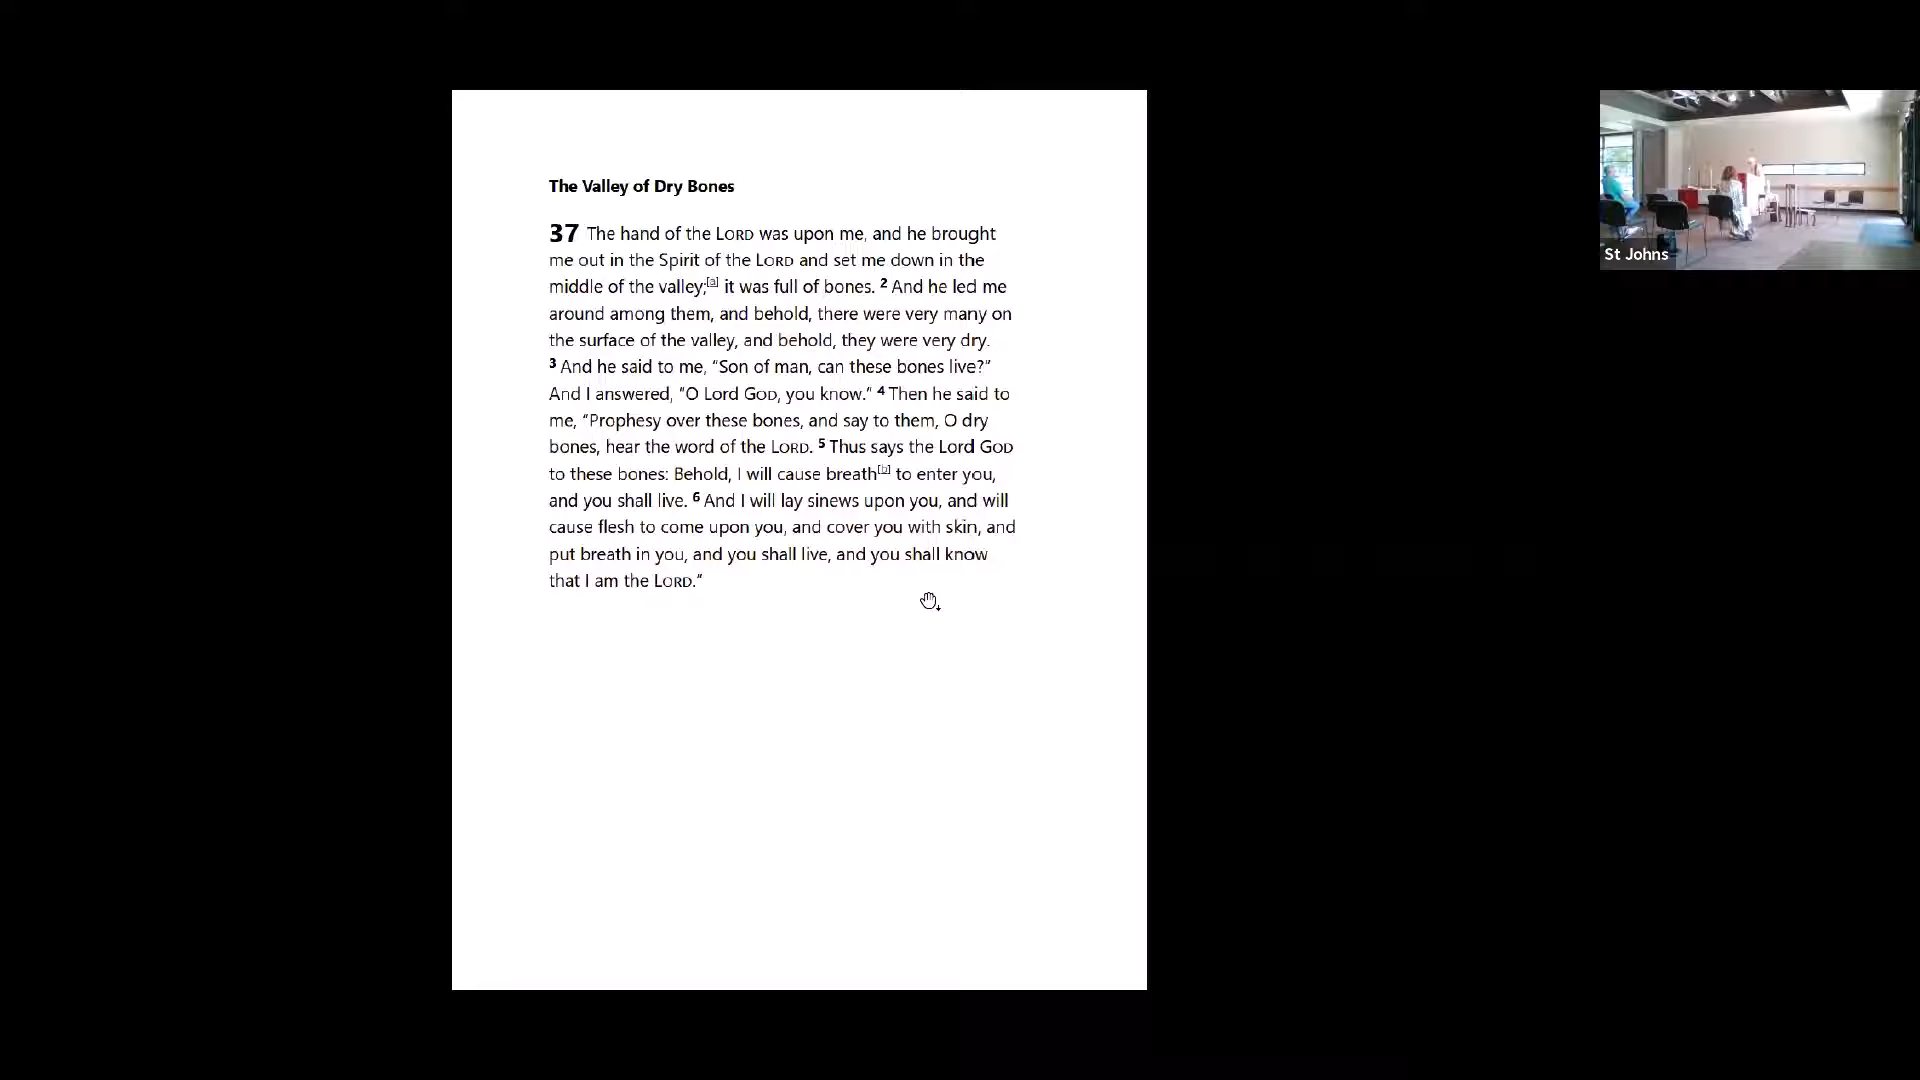 The Valley of Dry Bones
37 The hand of the LORD was upon me, and he brought
me out in the Spirit of the LORD and set me down in the
middle of the valley;[a] it was full of bones. 2 And he led me
around among them, and behold, there were very many on
the surface of the valley, and behold, they were very dry.
3 And he said to me, “Son of man, can these bones live?”
And I answered, “O Lord GOD, you know.” 4 Then he said to
me, “Prophesy over these bones, and say to them, O dry
bones, hear the word of the LORD. 5 Thus says the Lord GOD
to these bones: Behold, I will cause breath[b] to enter you,
and you shall live. 6 And I will lay sinews upon you, and will
cause flesh to come upon you, and cover you with skin, and
put breath in you, and you shall live, and you shall know
that I am the LORD.”
St Johns